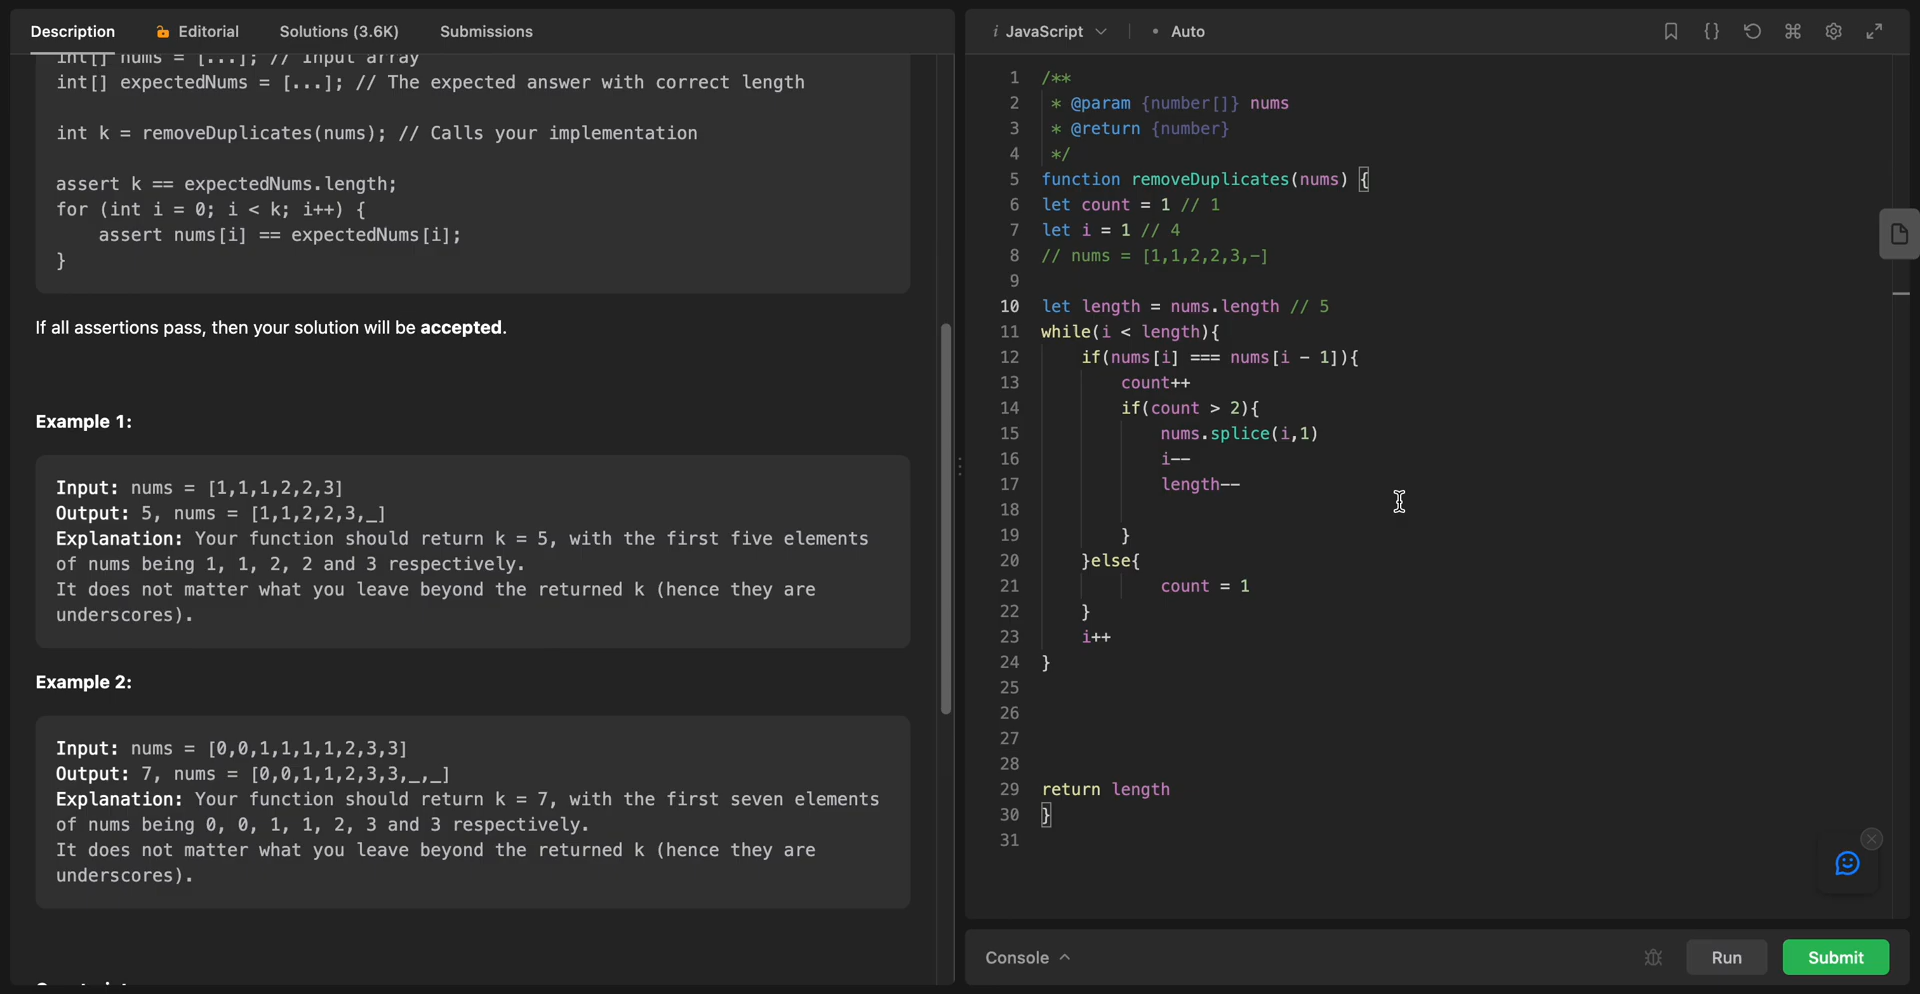 Description Editorial Solutions (3.6K) Submissions
int[] nums = [...]; // Input array
int[] expectedNums = [...]; // The expected answer with correct length
int k = removeDuplicates(nums); // Calls your implementation
assert k == expectedNums.length;
for (int i = 0; i < k; i++) {
    assert nums[i] == expectedNums[i];
}
If all assertions pass, then your solution will be accepted.
Example 1:
Input: nums = [1,1,1,2,2,3]
Output: 5, nums = [1,1,2,2,3,_]
Explanation: Your function should return k = 5, with the first five elements
of nums being 1, 1, 2, 2 and 3 respectively.
It does not matter what you leave beyond the returned k (hence they are
underscores).
Example 2:
Input: nums = [0,0,1,1,1,1,2,3,3]
Output: 7, nums = [0,0,1,1,2,3,3,_,_]
Explanation: Your function should return k = 7, with the first seven elements
of nums being 0, 0, 1, 1, 2, 3 and 3 respectively.
It does not matter what you leave beyond the returned k (hence they are
underscores).
i JavaScript • Auto
1 /**
2  * @param {number[]} nums
3  * @return {number}
4  */
5 function removeDuplicates(nums) {
6 let count = 1 // 1
7 let i = 1 // 4
8 // nums = [1,1,2,2,3,-]
9
10 let length = nums.length // 5
11 while(i < length){
12     if(nums[i] === nums[i - 1]){
13         count++
14         if(count > 2){
15             nums.splice(i,1)
16             i--
17             length--
18
19         }
20     }else{
21             count = 1
22     }
23     i++
24 }
25
26
27
28
29 return length
30 }
31
Console Run Submit